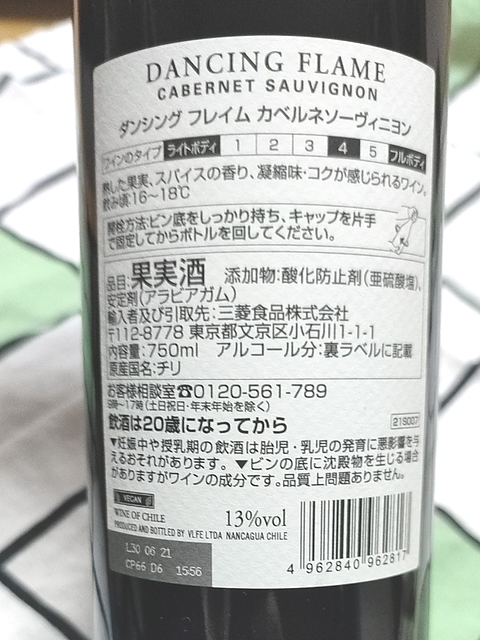 DANCING FLAME
CABERNET SAUVIGNON
ダンシング フレイム カベルネソーヴィニヨン
ワインのタイプ ライトボディ 1 2 3 4 5 フルボディ
熟した果実、スパイスの香り、凝縮味・コクが感じられるワイン。
飲み頃:16～18℃
開栓方法:ビン底をしっかり持ち、キャップを片手
で固定してからボトルを回してください。
品目:果実酒 添加物:酸化防止剤(亜硫酸塩)、
安定剤(アラビアガム)
輸入者及び引取先:三菱食品株式会社
〒112-8778 東京都文京区小石川1-1-1
内容量:750ml アルコール分:裏ラベルに記載
原産国名:チリ
お客様相談室☎0120-561-789
9時～17時(土日祝日・年末年始を除く)
飲酒は20歳になってから
21S007
▼妊娠中や授乳期の飲酒は胎児・乳児の発育に悪影響を与
えるおそれがあります。▼ビンの底に沈殿物を生じる場合
がありますがワインの成分です。品質上問題ありません。
VEGAN
WINE OF CHILE
13%vol
PRODUCED AND BOTTLED BY VLFE LTDA NANCAGUA CHILE
L30 06 21
CP66 D6 1556
4 962840 962817